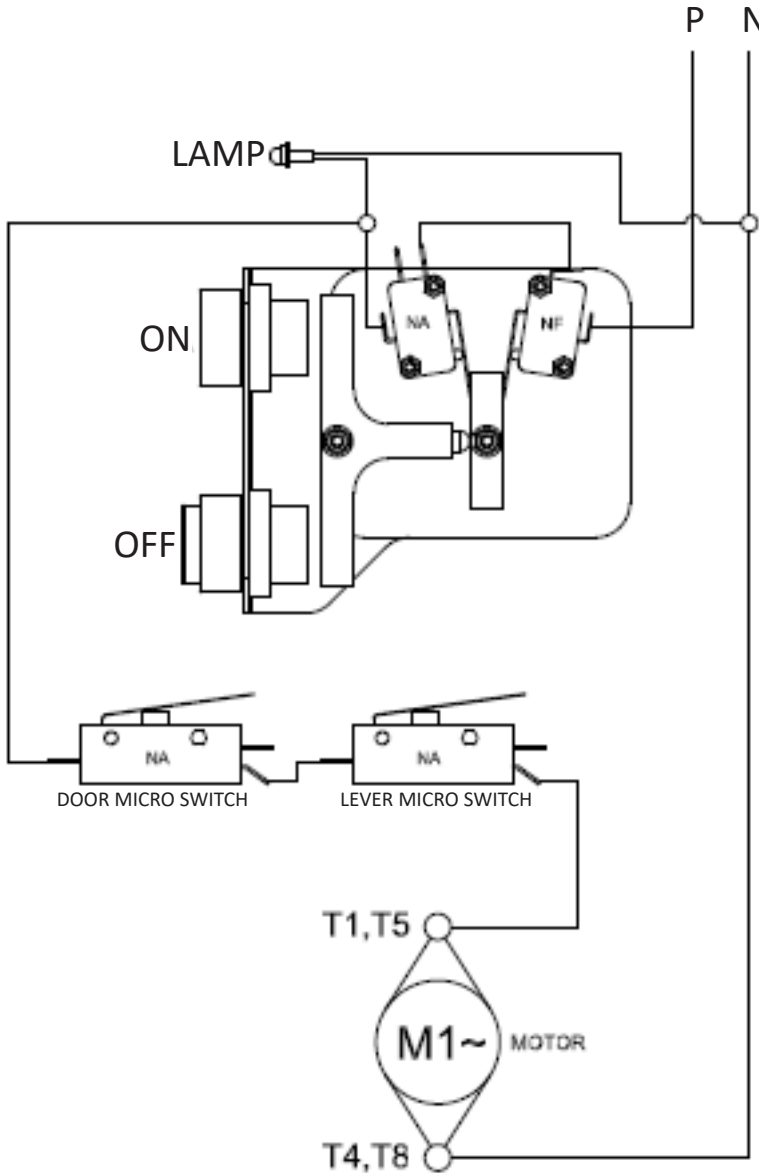 P N
LAMP
NA NF
ON
OFF
NA NA
DOOR MICRO SWITCH LEVER MICRO SWITCH
T1,T5
M1~ MOTOR
T4,T8